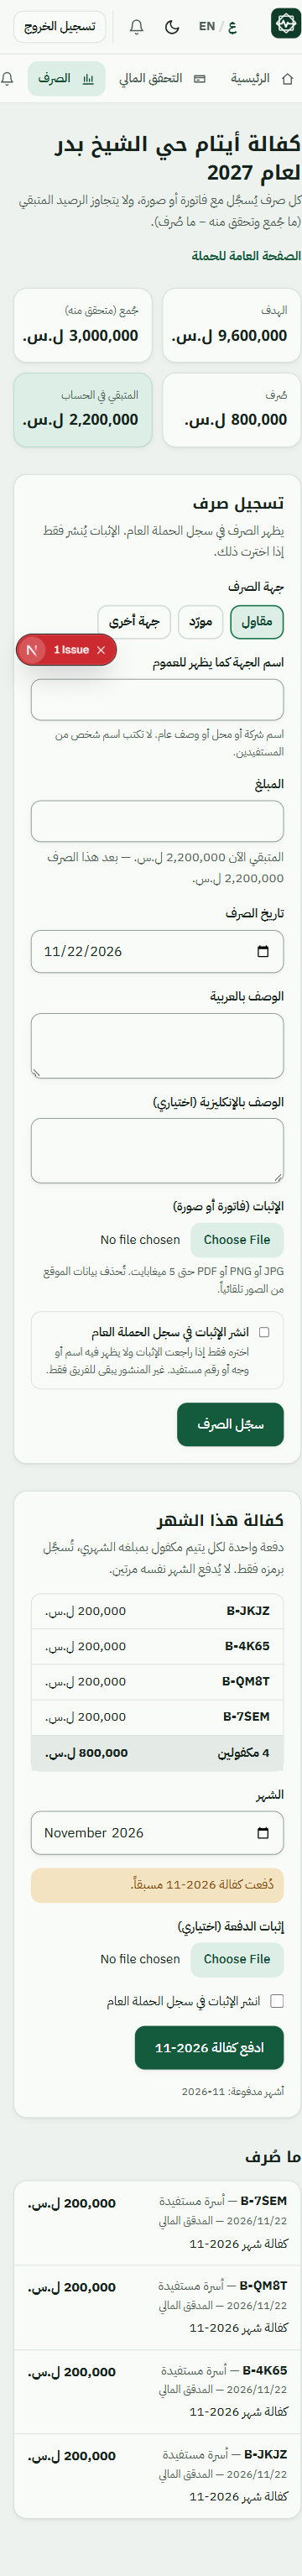 ع / EN
تسجيل الخروج
الرئيسية
التحقق المالي
الصرف
كفالة أيتام حي الشيخ بدر
لعام 2027
كل صرف يُسجَّل مع فاتورة أو صورة، ولا يتجاوز الرصيد المتبقي
(ما جُمع وتحقق منه − ما صُرف).
الصفحة العامة للحملة
الهدف
9,600,000 ل.س.
جُمع (متحقق منه)
3,000,000 ل.س.
صُرف
800,000 ل.س.
المتبقي في الحساب
2,200,000 ل.س.
تسجيل صرف
يظهر الصرف في سجل الحملة العام. الإثبات يُنشر فقط
إذا اخترت ذلك.
جهة الصرف
مقاول
مورّد
جهة أخرى
N 1 Issue ×
اسم الجهة كما يظهر للعموم
اسم شركة أو محل أو وصف عام. لا تكتب اسم شخص من
المستفيدين.
المبلغ
المتبقي الآن 2,200,000 ل.س. — بعد هذا الصرف
2,200,000 ل.س.
تاريخ الصرف
11/22/2026
الوصف بالعربية
الوصف بالإنكليزية (اختياري)
الإثبات (فاتورة أو صورة)
Choose File No file chosen
JPG أو PNG أو PDF حتى 5 ميغابايت. تُحذف بيانات الموقع
من الصور تلقائياً.
انشر الإثبات في سجل الحملة العام
اختره فقط إذا راجعت الإثبات ولا يظهر فيه اسم أو
وجه أو رقم مستفيد. غير المنشور يبقى للفريق فقط.
سجّل الصرف
كفالة هذا الشهر
دفعة واحدة لكل يتيم مكفول بمبلغه الشهري، تُسجَّل
برمزه فقط. لا يُدفع الشهر نفسه مرتين.
B-JKJZ 200,000 ل.س.
B-4K65 200,000 ل.س.
B-QM8T 200,000 ل.س.
B-7SEM 200,000 ل.س.
4 مكفولين 800,000 ل.س.
الشهر
November 2026
دُفعت كفالة 2026-11 مسبقاً.
إثبات الدفعة (اختياري)
Choose File No file chosen
انشر الإثبات في سجل الحملة العام
ادفع كفالة 2026-11
أشهر مدفوعة: 2026-11
ما صُرف
B-7SEM — أسرة مستفيدة 200,000 ل.س.
2026/11/22 — المدقق المالي
كفالة شهر 2026-11
B-QM8T — أسرة مستفيدة 200,000 ل.س.
2026/11/22 — المدقق المالي
كفالة شهر 2026-11
B-4K65 — أسرة مستفيدة 200,000 ل.س.
2026/11/22 — المدقق المالي
كفالة شهر 2026-11
B-JKJZ — أسرة مستفيدة 200,000 ل.س.
2026/11/22 — المدقق المالي
كفالة شهر 2026-11